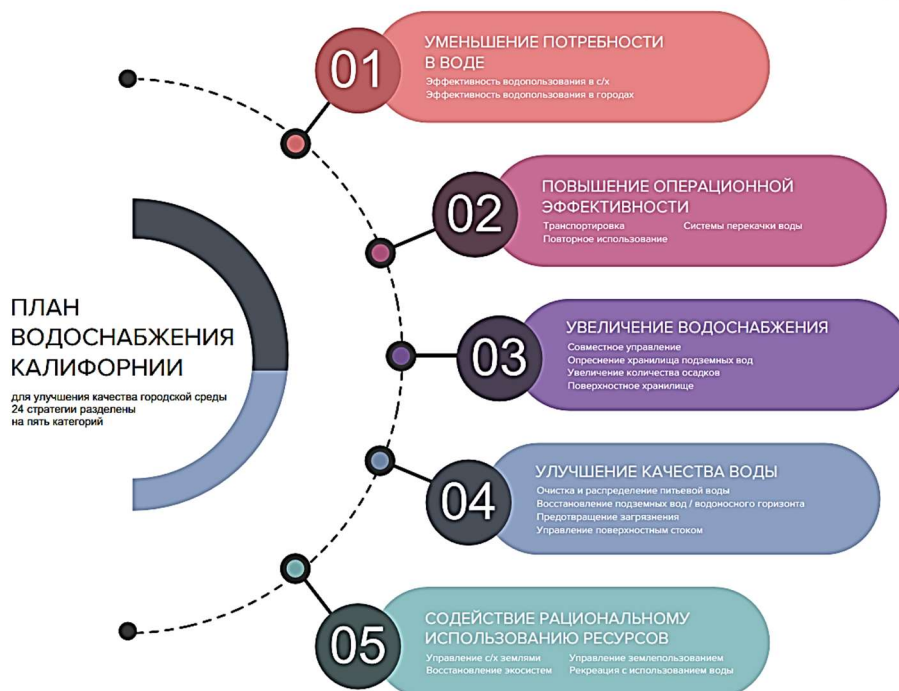 ПЛАН
ВОДОСНАБЖЕНИЯ
КАЛИФОРНИИ
для улучшения качества городской среды
24 стратегии разделены
на пять категорий
01
УМЕНЬШЕНИЕ ПОТРЕБНОСТИ
В ВОДЕ
Эффективность водопользования в с/х
Эффективность водопользования в городах
02
ПОВЫШЕНИЕ ОПЕРАЦИОННОЙ
ЭФФЕКТИВНОСТИ
Транспортировка Системы перекачки воды
Повторное использование
03
УВЕЛИЧЕНИЕ ВОДОСНАБЖЕНИЯ
Совместное управление
Опреснение хранилища подземных вод
Увеличение количества осадков
Поверхностное хранилище
04
УЛУЧШЕНИЕ КАЧЕСТВА ВОДЫ
Очистка и распределение питьевой воды
Восстановление подземных вод / водоносного горизонта
Предотвращение загрязнения
Управление поверхностным стоком
05
СОДЕЙСТВИЕ РАЦИОНАЛЬНОМУ
ИСПОЛЬЗОВАНИЮ РЕСУРСОВ
Управление с/х землями Управление землепользованием
Восстановление экосистем Рекреация с использованием воды